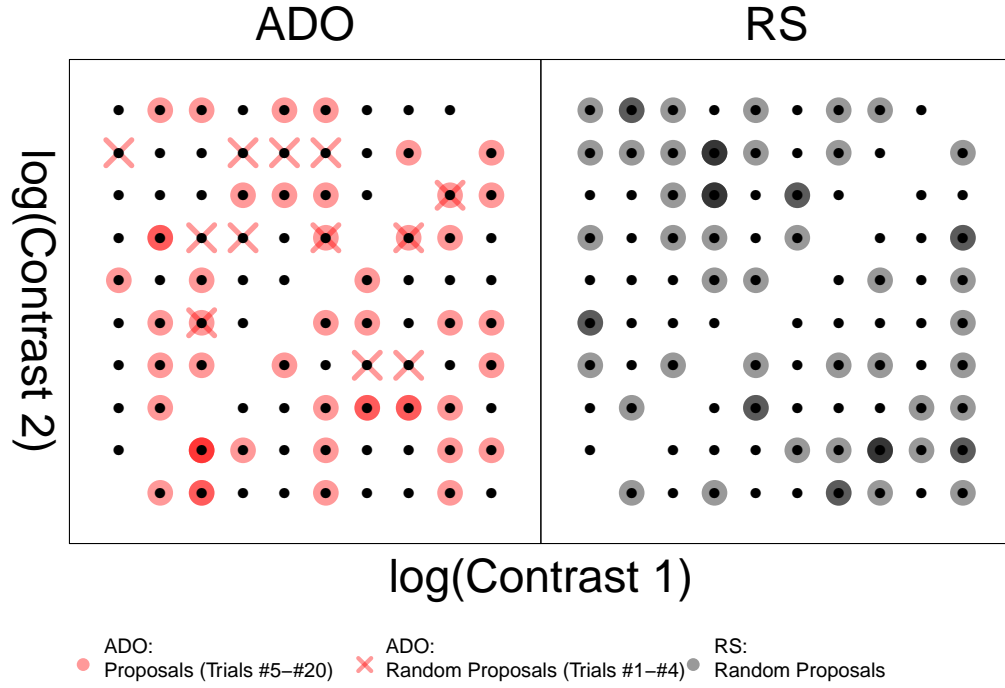 ADO RS
log(Contrast 2)
log(Contrast 1)
ADO: ADO: RS:
Proposals (Trials #5–#20) Random Proposals (Trials #1–#4) Random Proposals